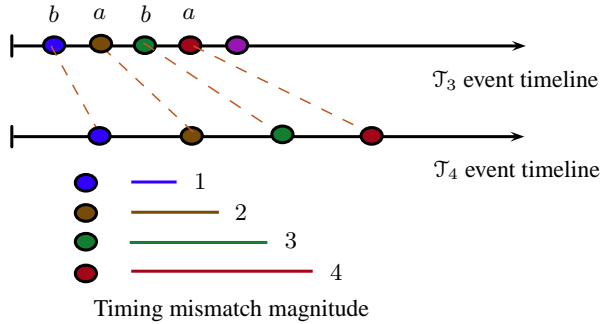 b a b a
𝒯₃ event timeline
𝒯₄ event timeline
1
2
3
4
Timing mismatch magnitude